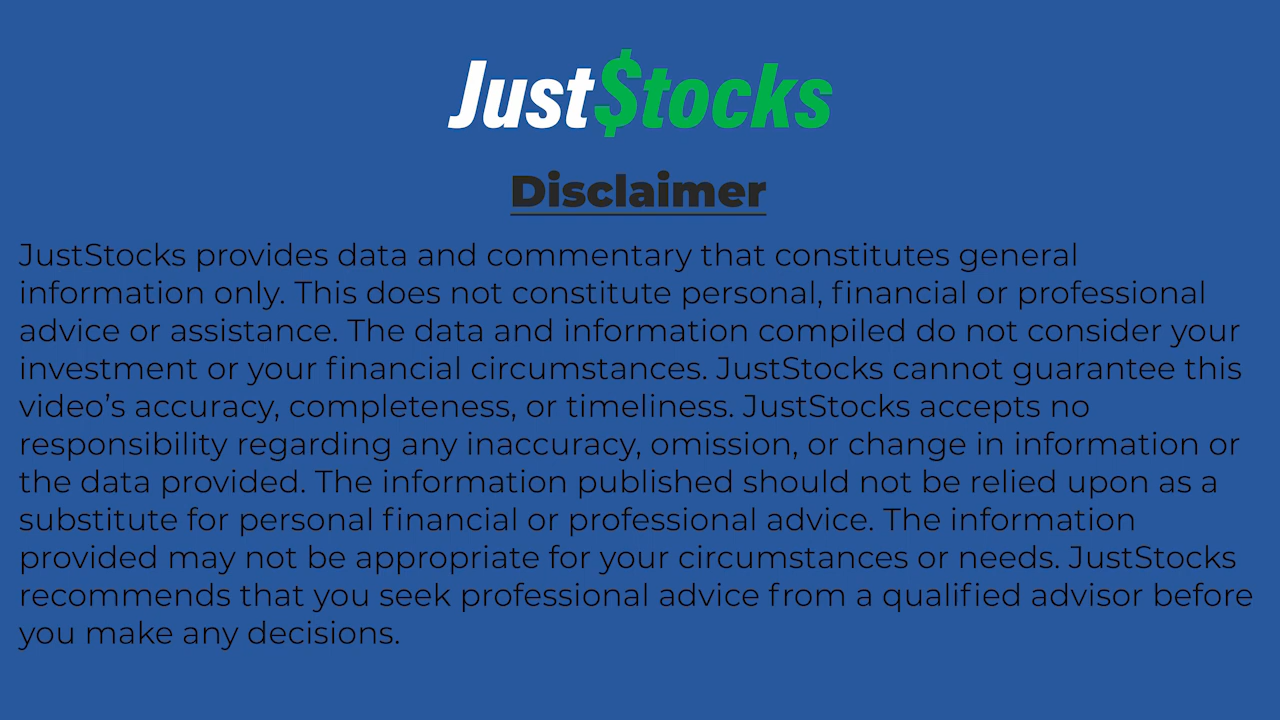 Just$tocks
Disclaimer
JustStocks provides data and commentary that constitutes general
information only. This does not constitute personal, financial or professional
advice or assistance. The data and information compiled do not consider your
investment or your financial circumstances. JustStocks cannot guarantee this
video’s accuracy, completeness, or timeliness. JustStocks accepts no
responsibility regarding any inaccuracy, omission, or change in information or
the data provided. The information published should not be relied upon as a
substitute for personal financial or professional advice. The information
provided may not be appropriate for your circumstances or needs. JustStocks
recommends that you seek professional advice from a qualified advisor before
you make any decisions.